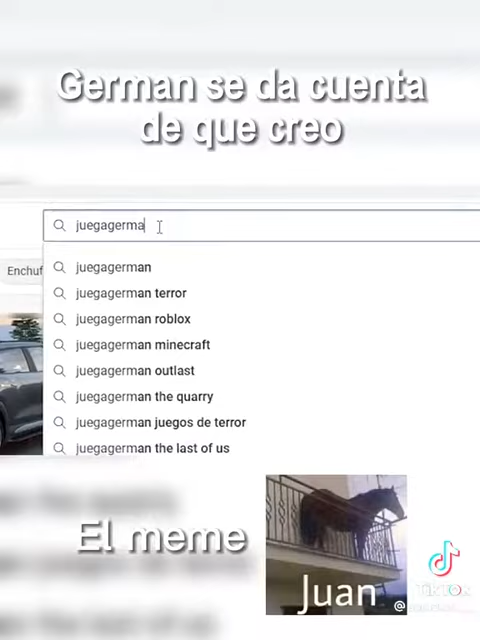 German se da cuenta
de que creo
juegagerma
Enchuf
juegagerman
juegagerman terror
juegagerman roblox
juegagerman minecraft
juegagerman outlast
juegagerman the quarry
juegagerman juegos de terror
juegagerman the last of us
El meme
Juan
TikTok
@